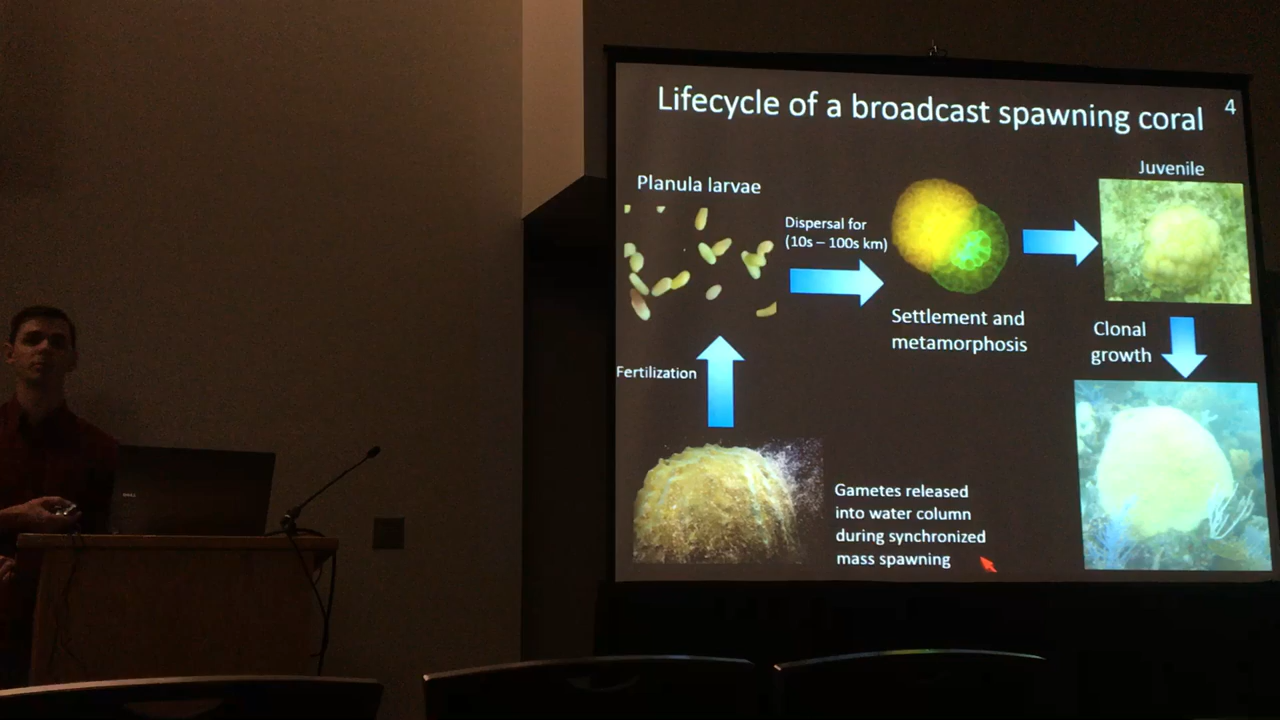 Lifecycle of a broadcast spawning coral
4
Planula larvae
Dispersal for
(10s – 100s km)
Settlement and
metamorphosis
Juvenile
Clonal
growth
Fertilization
Gametes released
into water column
during synchronized
mass spawning
DELL